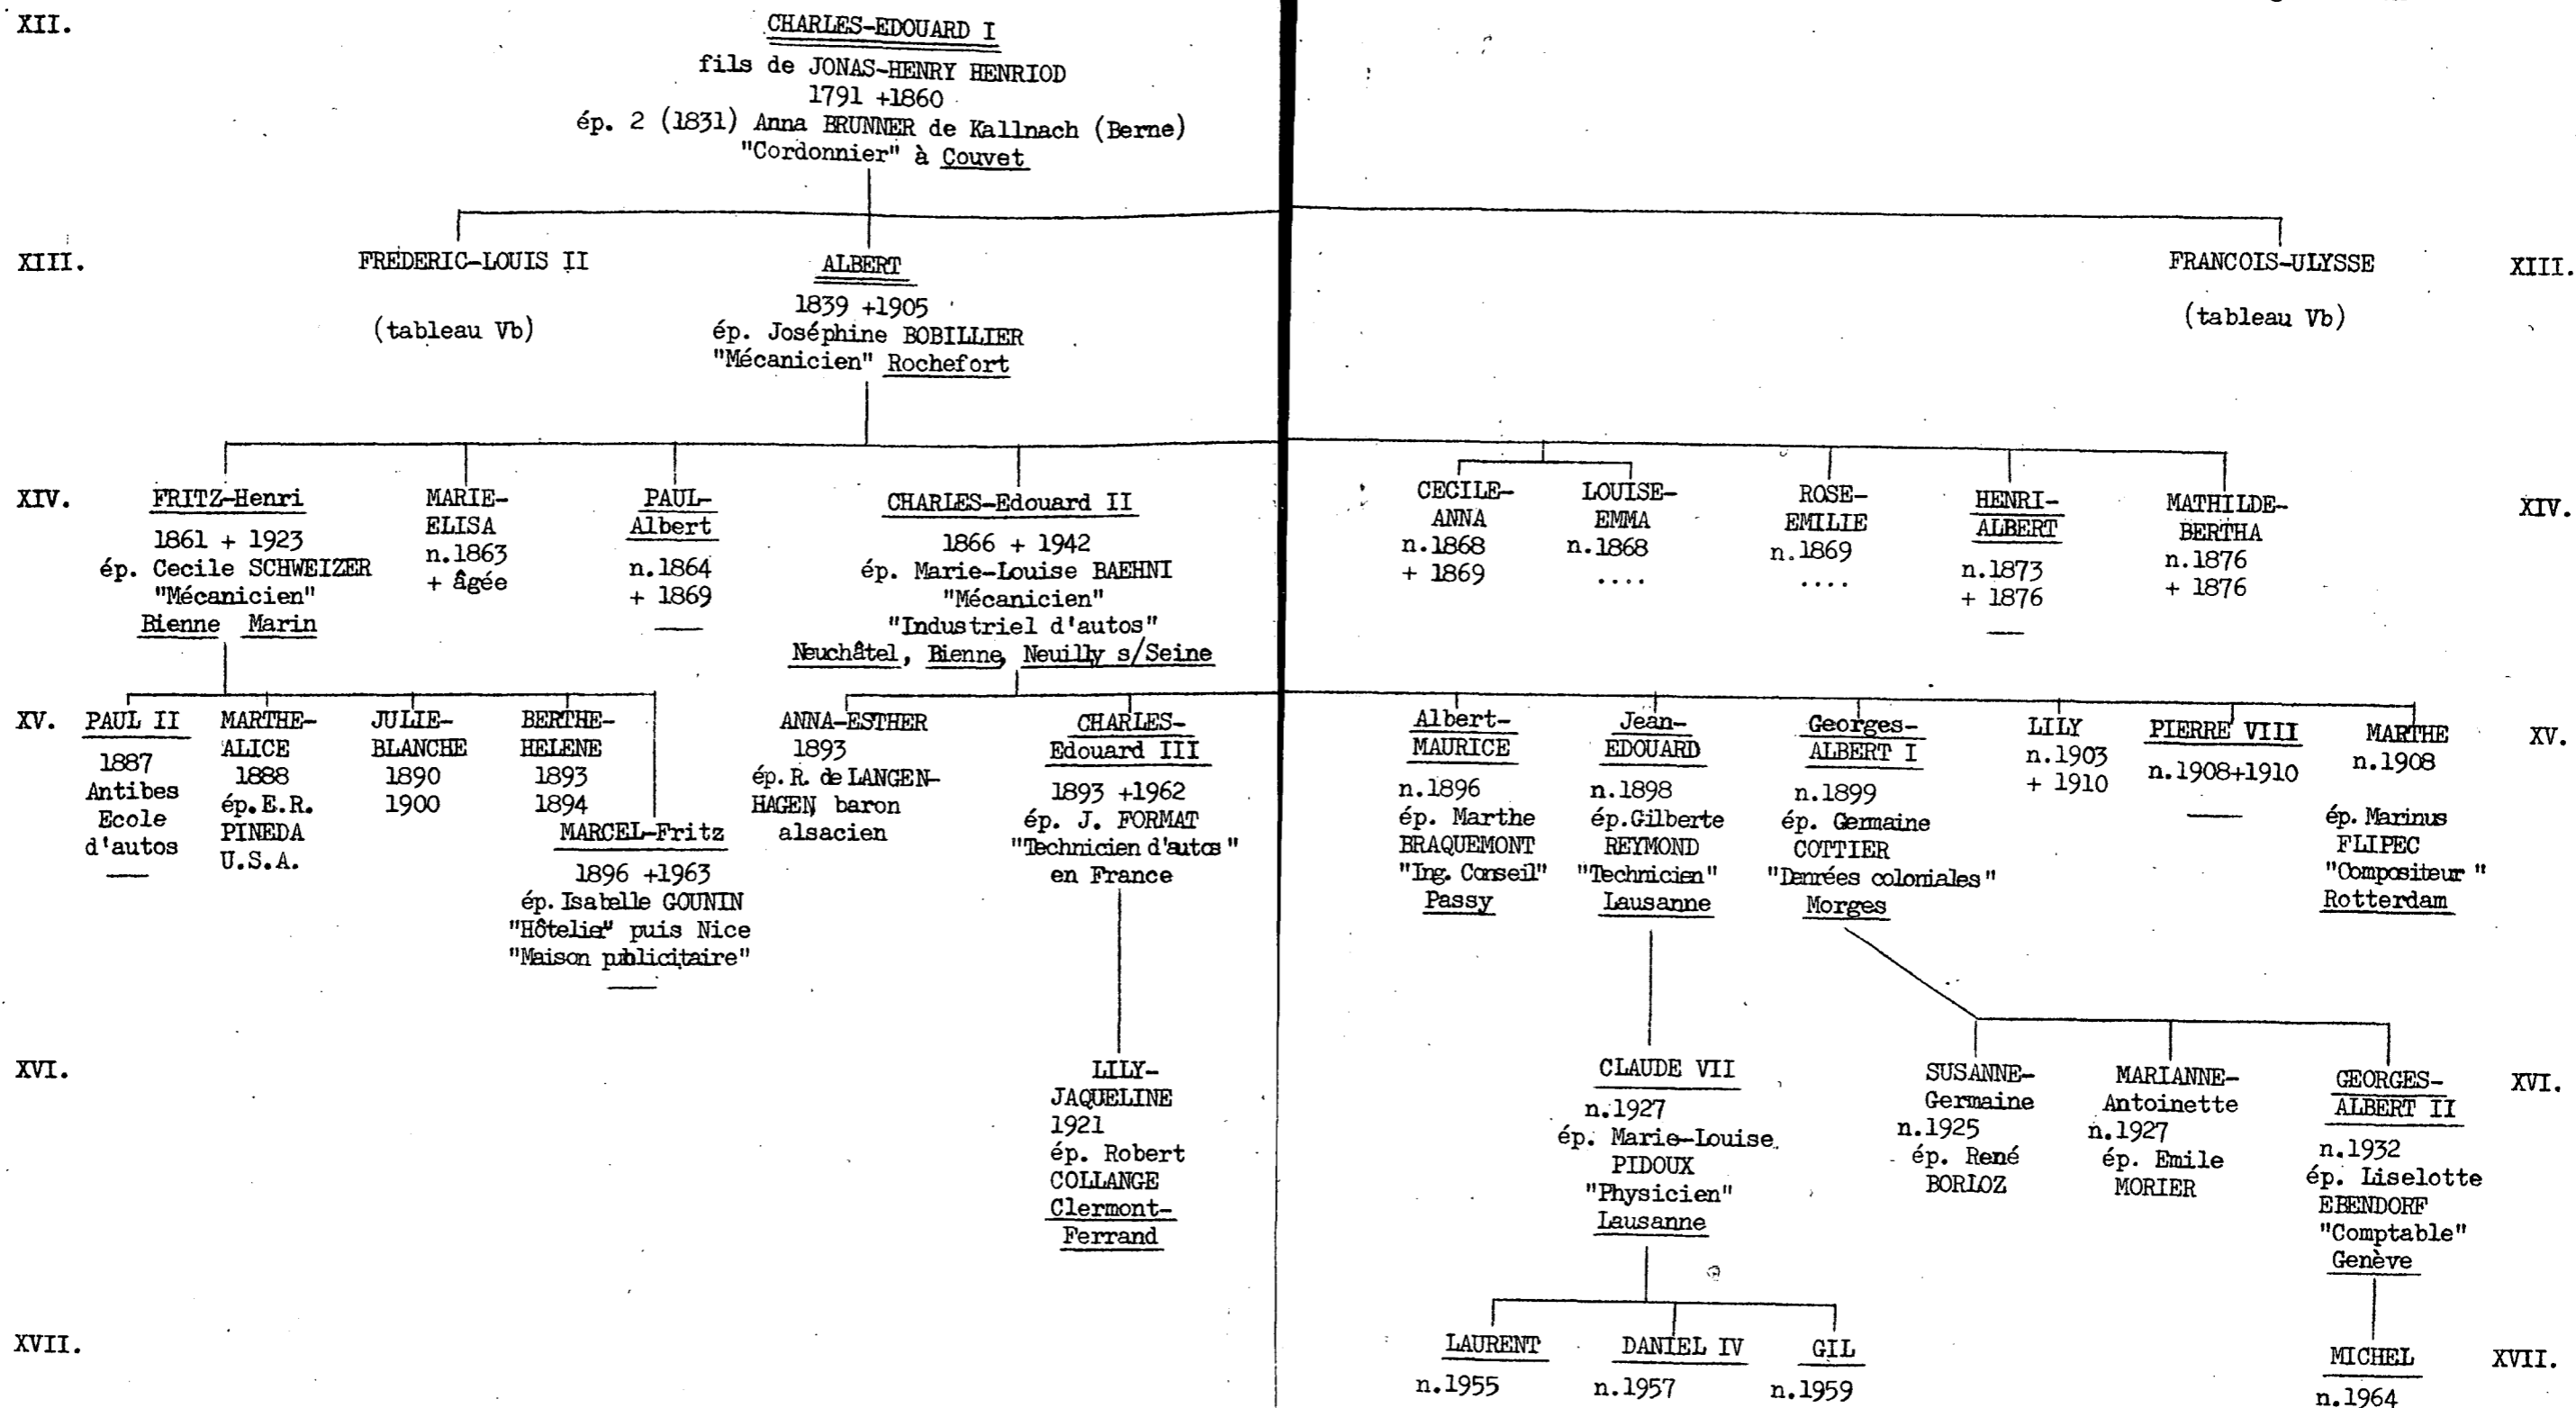 XII.
CHARLES-EDOUARD I
fils de JONAS-HENRY HENRIOD
1791 +1860
ép. 2 (1831) Anna BRUNNER de Kallnach (Berne)
"Cordonnier" à Couvet
XIII.
FREDERIC-LOUIS II
(tableau Vb)
ALBERT
1839 +1905
ép. Joséphine BOBILLIER
"Mécanicien" Rochefort
FRANCOIS-ULYSSE
(tableau Vb)
XIII.
XIV.
FRITZ-Henri
1861 + 1923
ép. Cecile SCHWEIZER
"Mécanicien"
Bienne Marin
MARIE-
ELISA
n.1863
+ âgée
PAUL-
Albert
n.1864
+ 1869
CHARLES-Edouard II
1866 + 1942
ép. Marie-Louise BAEHNI
"Mécanicien"
"Industriel d'autos"
Neuchâtel, Bienne, Neuilly s/Seine
CECILE-
ANNA
n.1868
+ 1869
LOUISE-
EMMA
n.1868
....
ROSE-
EMILIE
n.1869
....
HENRI-
ALBERT
n.1873
+ 1876
MATHILDE-
BERTHA
n.1876
+ 1876
XIV.
XV.
PAUL II
1887
Antibes
Ecole
d'autos
MARTHE-
ALICE
1888
ép.E.R.
PINEDA
U.S.A.
JULIE-
BLANCHE
1890
1900
BERTHE-
HELENE
1893
1894
MARCEL-Fritz
1896 +1963
ép. Isabelle GOUNIN
"Hôtelier" puis Nice
"Maison publicitaire"
ANNA-ESTHER
1893
ép.R. de LANGEN-
HAGEN, baron
alsacien
CHARLES-
Edouard III
1893 +1962
ép. J. FORMAT
"Technicien d'autos"
en France
Albert-
MAURICE
n.1896
ép. Marthe
BRAQUEMONT
"Ing. Conseil"
Passy
Jean-
EDOUARD
n.1898
ép.Gilberte
REYMOND
"Technicien"
Lausanne
Georges-
ALBERT I
n.1899
ép. Germaine
COTTIER
"Denrées coloniales"
Morges
LILY
n.1903
+ 1910
PIERRE VIII
n.1908+1910
MARTHE
n.1908
ép. Marinus
FLIPEC
"Compositeur"
Rotterdam
XV.
XVI.
LILY-
JAQUELINE
1921
ép. Robert
COLLANGE
Clermont-
Ferrand
CLAUDE VII
n.1927
ép. Marie-Louise
PIDOUX
"Physicien"
Lausanne
SUSANNE-
Germaine
n.1925
ép. René
BORLOZ
MARIANNE-
Antoinette
n.1927
ép. Emile
MORIER
GEORGES-
ALBERT II
n.1932
ép. Liselotte
EBENDORF
"Comptable"
Genève
XVI.
XVII.
LAURENT
n.1955
DANIEL IV
n.1957
GIL
n.1959
MICHEL
n.1964
XVII.